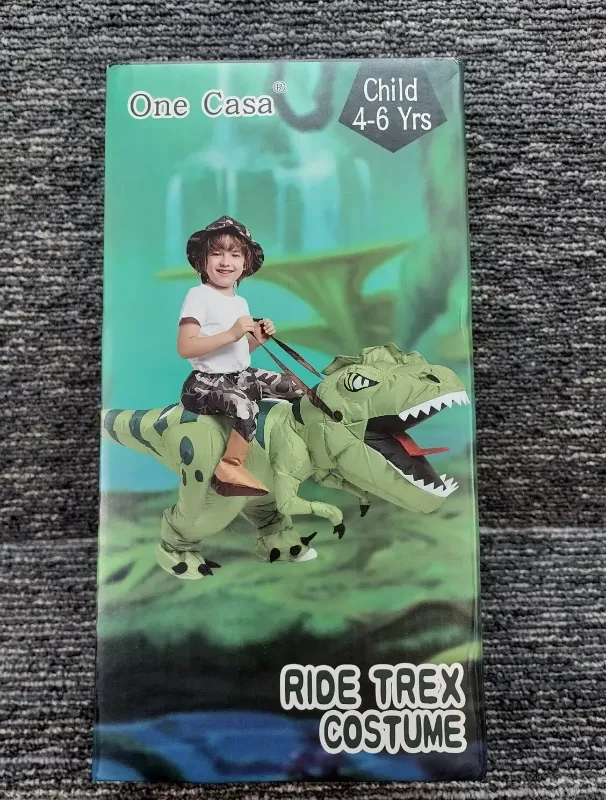 One Casa®
Child
4-6 Yrs
RIDE TREX
COSTUME